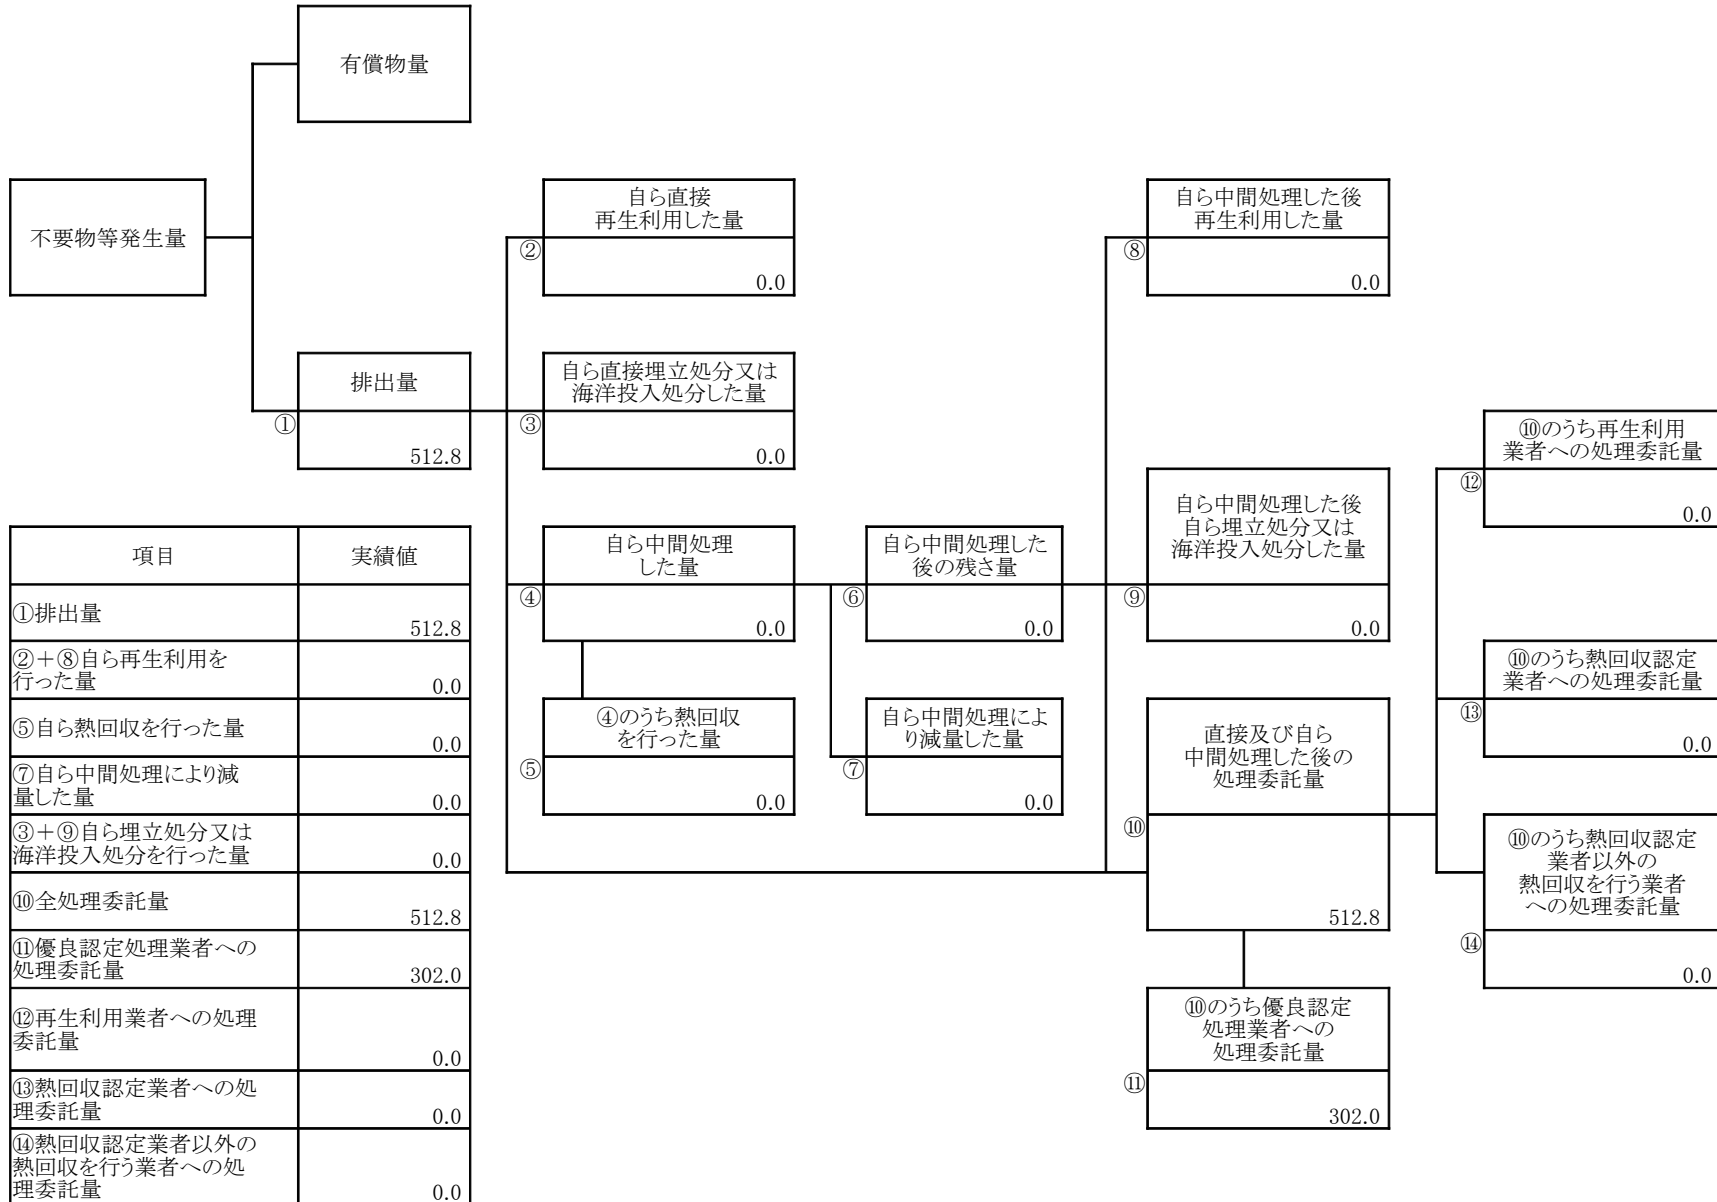 有償物量
不要物等発生量
自ら直接
再生利用した量
②
0.0
自ら中間処理した後
再生利用した量
⑧
0.0
排出量
①
512.8
自ら直接埋立処分又は
海洋投入処分した量
③
0.0
⑩のうち再生利用
業者への処理委託量
⑫
0.0
自ら中間処理
した量
④
0.0
自ら中間処理した
後の残さ量
⑥
0.0
自ら中間処理した後
自ら埋立処分又は
海洋投入処分した量
⑨
0.0
⑩のうち熱回収認定
業者への処理委託量
⑬
0.0
④のうち熱回収
を行った量
⑤
0.0
自ら中間処理によ
り減量した量
⑦
0.0
直接及び自ら
中間処理した後の
処理委託量
⑩
512.8
⑩のうち熱回収認定
業者以外の
熱回収を行う業者
への処理委託量
⑭
0.0
⑩のうち優良認定
処理業者への
処理委託量
⑪
302.0
項目
実績値
①排出量
512.8
②＋⑧自ら再生利用を
行った量
0.0
⑤自ら熱回収を行った量
0.0
⑦自ら中間処理により減
量した量
0.0
③＋⑨自ら埋立処分又は
海洋投入処分を行った量
0.0
⑩全処理委託量
512.8
⑪優良認定処理業者への
処理委託量
302.0
⑫再生利用業者への処理
委託量
0.0
⑬熱回収認定業者への処
理委託量
0.0
⑭熱回収認定業者以外の
熱回収を行う業者への処
理委託量
0.0